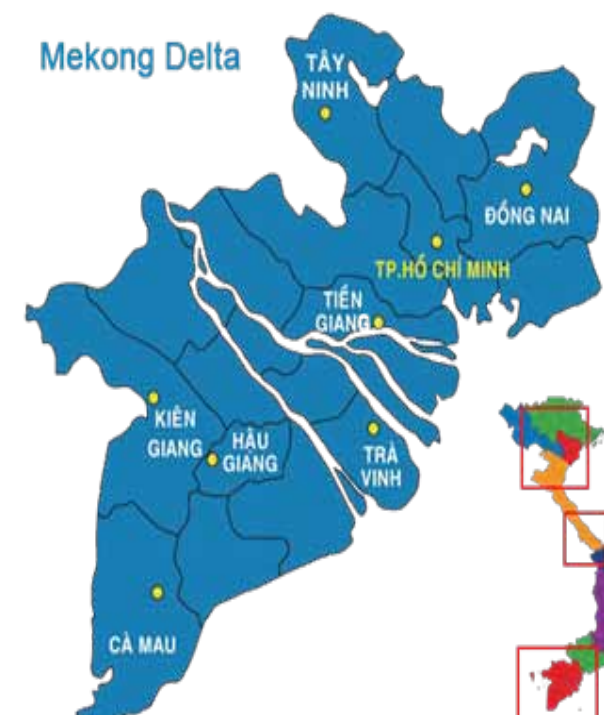 Mekong Delta
TÂY
NINH
ĐỒNG NAI
TP.HỒ CHÍ MINH
TIỀN
GIANG
KIÊN
GIANG
HẬU
GIANG
TRÀ
VINH
CÀ MAU